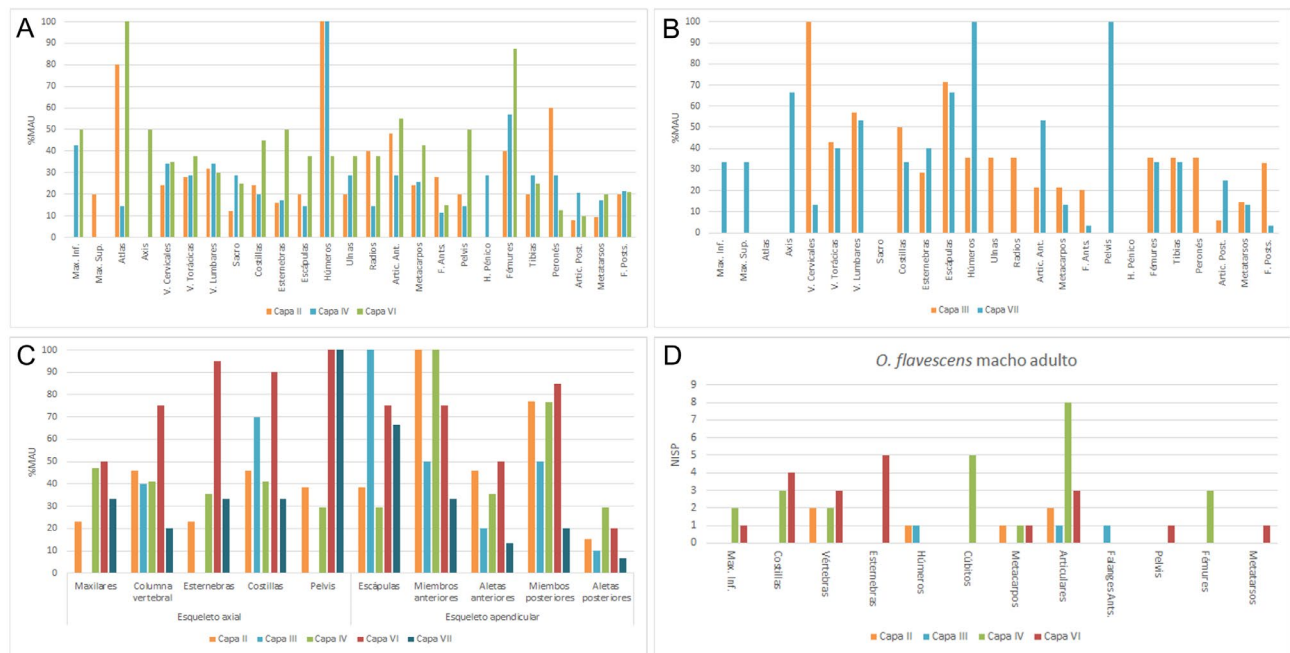 A
%MAU
100
90
80
70
60
50
40
30
20
10
0
Max. Inf.
Max. Sup.
Atlas
Axis
V. Cervicales
V. Torácicas
V. Lumbares
Sacro
Costillas
Esternebras
Escápulas
Húmeros
Ulnas
Radios
Artic. Ant.
Metacarpos
F. Ants.
Pelvis
H. Pénico
Fémures
Tibias
Peronés
Artic. Post.
Metatarsos
F. Posts.
Capa II Capa IV Capa VI
B
%MAU
100
90
80
70
60
50
40
30
20
10
0
Max. Inf.
Max. Sup.
Atlas
Axis
V. Cervicales
V. Torácicas
V. Lumbares
Sacro
Costillas
Esternebras
Escápulas
Húmeros
Ulnas
Radios
Artic. Ant.
Metacarpos
F. Ants.
Pelvis
H. Pénico
Fémures
Tibias
Peronés
Artic. Post.
Metatarsos
F. Posts.
Capa III Capa VII
C
%MAU
100
90
80
70
60
50
40
30
20
10
0
Maxilares
Columna
vertebral
Esternebras
Costillas
Pelvis
Escápulas
Miembros
anteriores
Aletas
anteriores
Miembos
posteriores
Aletas
posteriores
Esqueleto axial
Esqueleto apendicular
Capa II Capa III Capa IV Capa VI Capa VII
D
O. flavescens macho adulto
NISP
9
8
7
6
5
4
3
2
1
0
Max. Inf.
Costillas
Vértebras
Esternebras
Húmeros
Cúbitos
Metacarpos
Articulares
Falanges Ants.
Pelvis
Fémures
Metatarsos
Capa II Capa III Capa IV Capa VI